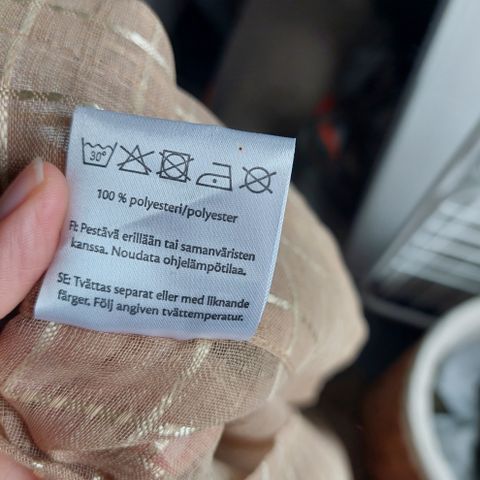 30°
100 % polyesteri/polyester
FI: Pestävä erillään tai samanväristen
kanssa. Noudata ohjelämpötilaa.
SE: Tvättas separat eller med liknande
färger. Följ angiven tvättemperatur.